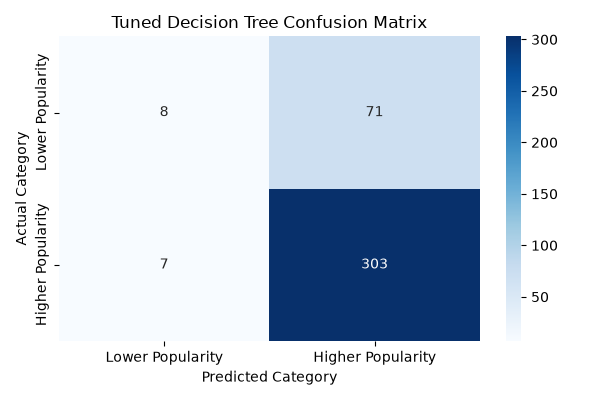 Tuned Decision Tree Confusion Matrix
Actual Category
Lower Popularity
Higher Popularity
8
71
7
303
Lower Popularity
Higher Popularity
Predicted Category
300
250
200
150
100
50